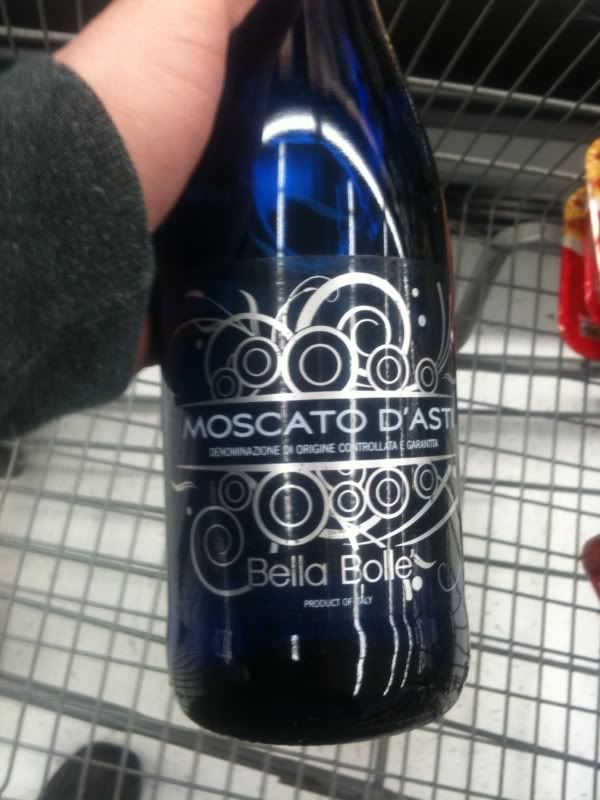 MOSCATO D'ASTI
DENOMINAZIONE DI ORIGINE CONTROLLATA E GARANTITA
Bella Bolle
PRODUCT OF ITALY